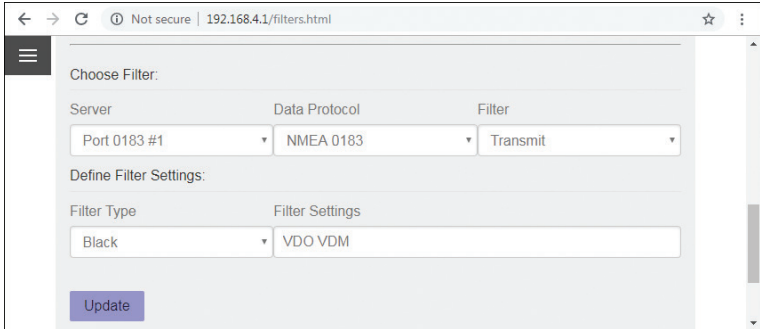 Not secure | 192.168.4.1/filters.html
Choose Filter:
Server Data Protocol Filter
Port 0183 #1 NMEA 0183 Transmit
Define Filter Settings:
Filter Type Filter Settings
Black VDO VDM
Update